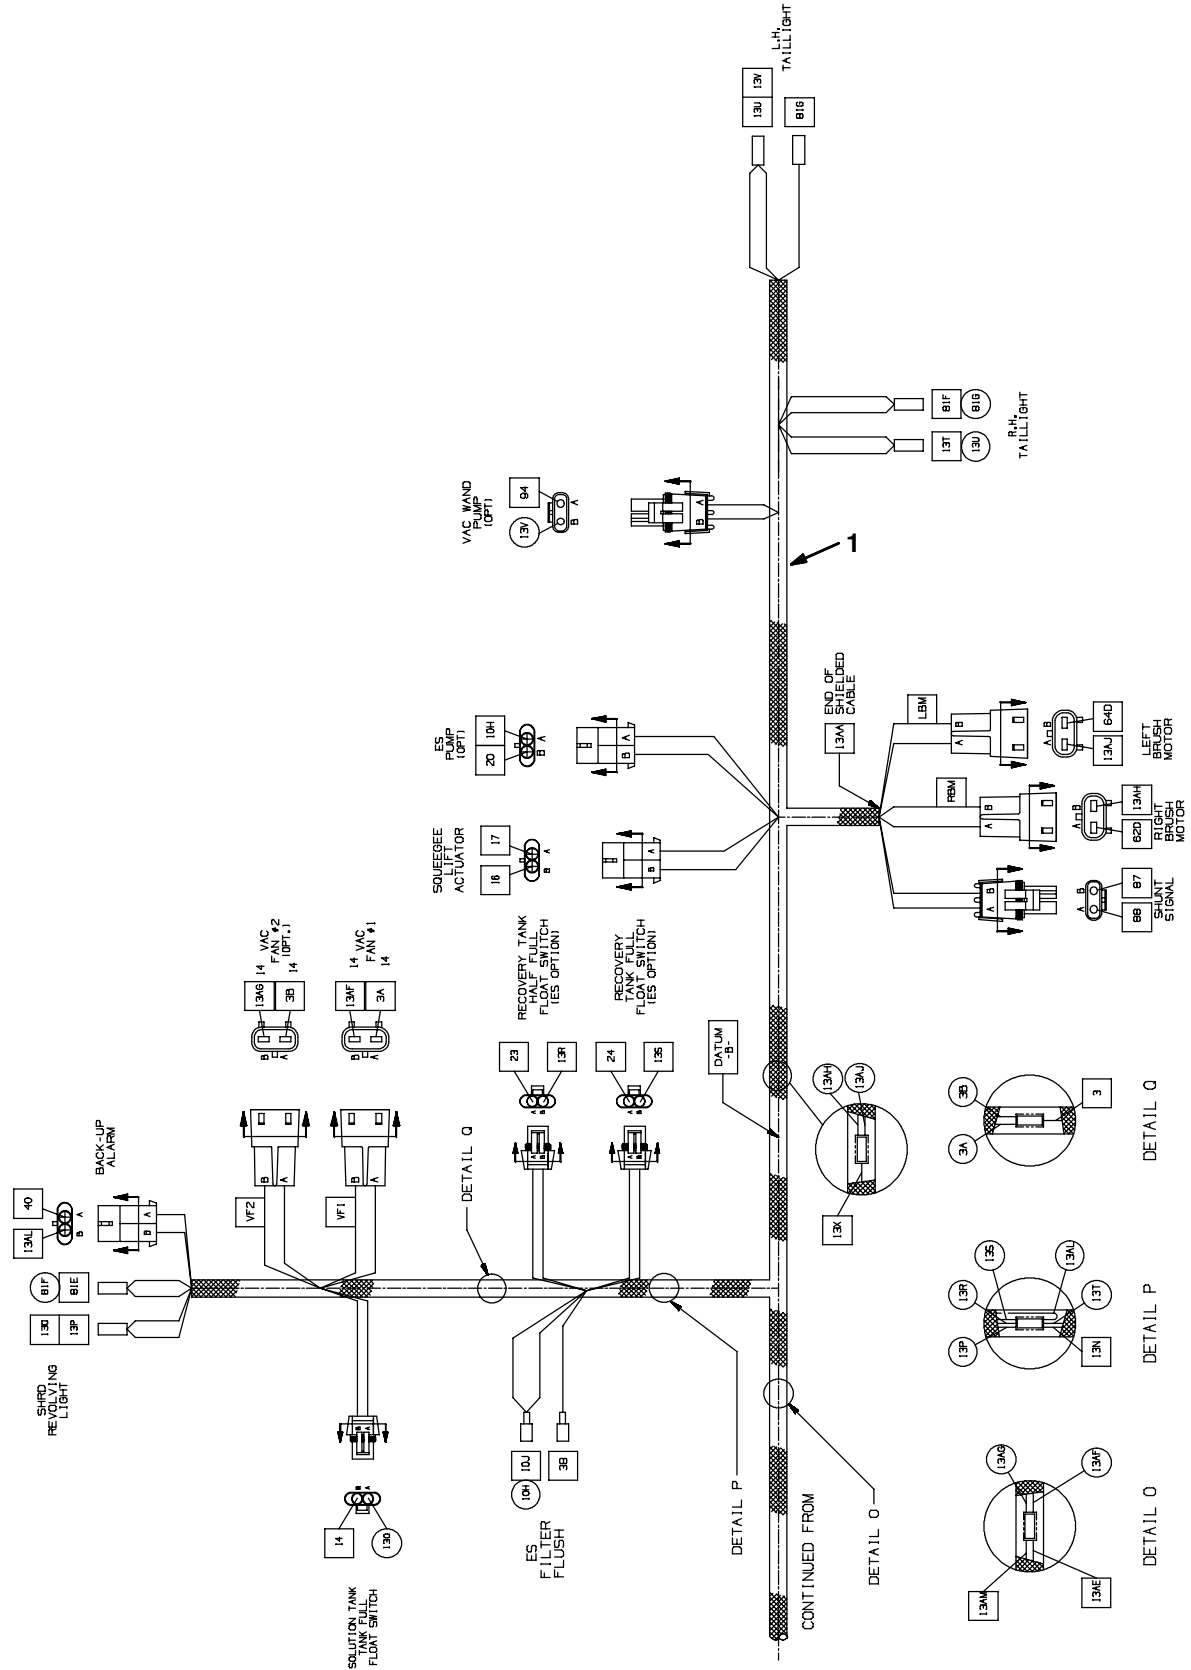 L.H.
TAILLIGHT
13U
13V
81G
81F
81G
13T
13U
R.H.
TAILLIGHT
VAC WAND
PUMP
(OPT)
13V
94
B
A
B
A
1
ES
PUMP
(OPT)
20
10H
B
A
B
A
SQUEEGEE
LIFT
ACTUATOR
16
17
B
A
B
A
END OF
SHIELDED
CABLE
13AA
LBM
A
B
A
B
13AJ
64D
LEFT
BRUSH
MOTOR
RBM
A
B
A
B
62D
13AH
RIGHT
BRUSH
MOTOR
A
B
A
B
88
87
SHUNT
SIGNAL
14 VAC
FAN #2
(OPT.)
14
13AG
3B
B
A
B
A
VF2
14 VAC
FAN #1
14
13AF
3A
B
A
B
A
VF1
RECOVERY TANK
HALF FULL
FLOAT SWITCH
(ES OPTION)
23
13R
A
B
A
B
RECOVERY
TANK FULL
FLOAT SWITCH
(ES OPTION)
24
13S
A
B
A
B
DATUM
-B-
13AH
13AJ
13X
BACK-UP
ALARM
13AL
40
B
A
B
A
81F
81E
13Q
13P
SHRD
REVOLVING
LIGHT
B
A
B
A
14
13Q
SOLUTION TANK
TANK FULL
FLOAT SWITCH
10J
10H
3B
ES
FILTER
FLUSH
DETAIL Q
DETAIL P
DETAIL O
CONTINUED FROM
3B
3A
3
DETAIL Q
13R
13S
13P
13AL
13T
13N
DETAIL P
13AG
13AM
13AF
13AE
DETAIL O